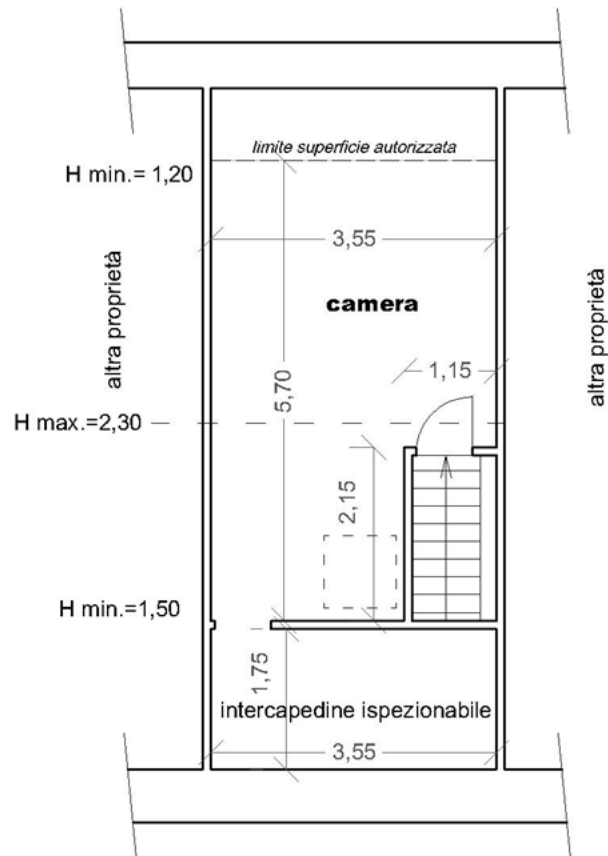 limite superficie autorizzata
H min.= 1,20
3,55
altra proprietà
altra proprietà
camera
1,15
5,70
H max.=2,30
2,15
H min.=1,50
1,75
intercapedine ispezionabile
3,55